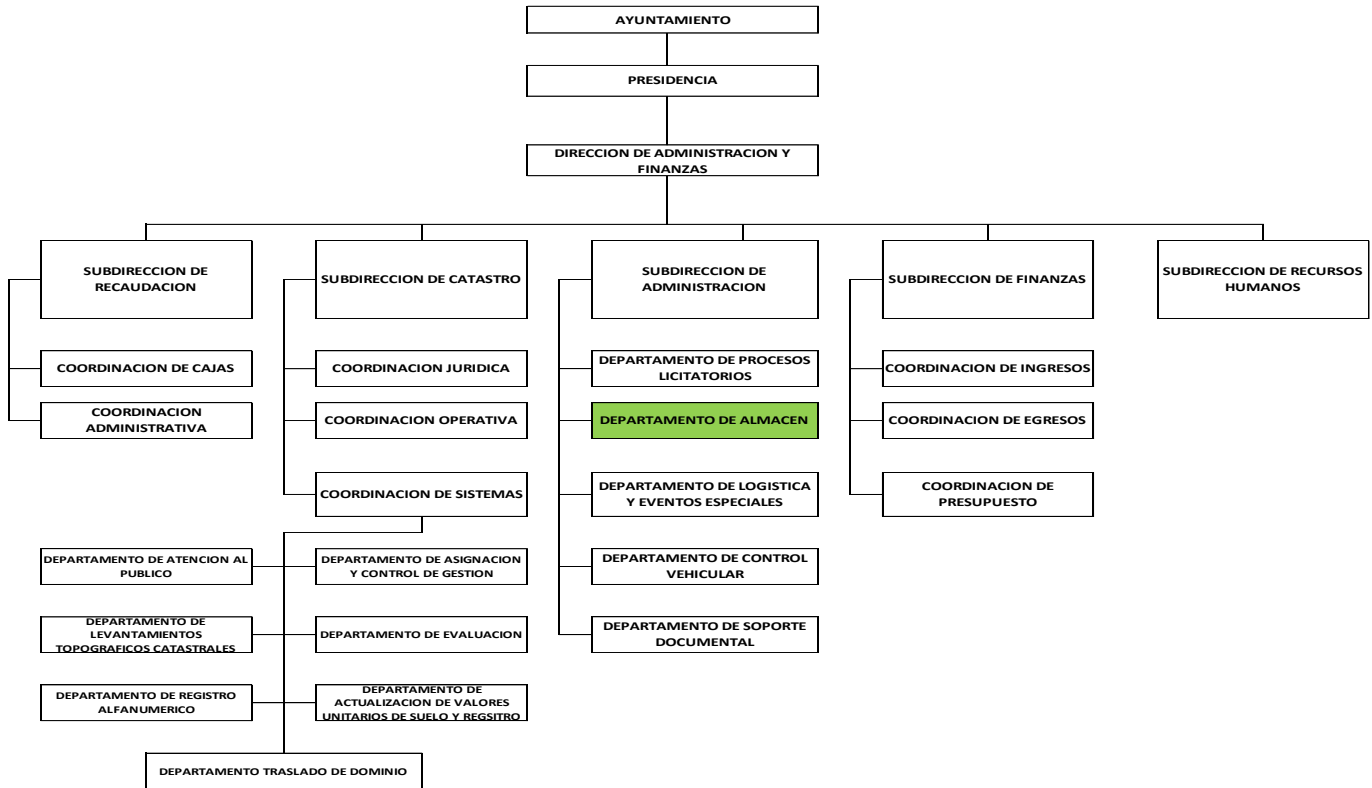 AYUNTAMIENTO
PRESIDENCIA
DIRECCION DE ADMINISTRACION Y
FINANZAS
SUBDIRECCION DE
RECAUDACION
SUBDIRECCION DE CATASTRO
SUBDIRECCION DE
ADMINISTRACION
SUBDIRECCION DE FINANZAS
SUBDIRECCION DE RECURSOS
HUMANOS
COORDINACION DE CAJAS
COORDINACION JURIDICA
DEPARTAMENTO DE PROCESOS
LICITATORIOS
COORDINACION DE INGRESOS
COORDINACION
ADMINISTRATIVA
COORDINACION OPERATIVA
DEPARTAMENTO DE ALMACEN
COORDINACION DE EGRESOS
COORDINACION DE SISTEMAS
DEPARTAMENTO DE LOGISTICA
Y EVENTOS ESPECIALES
COORDINACION DE
PRESUPUESTO
DEPARTAMENTO DE ATENCION AL
PUBLICO
DEPARTAMENTO DE ASIGNACION
Y CONTROL DE GESTION
DEPARTAMENTO DE CONTROL
VEHICULAR
DEPARTAMENTO DE
LEVANTAMIENTOS
TOPOGRAFICOS CATASTRALES
DEPARTAMENTO DE EVALUACION
DEPARTAMENTO DE SOPORTE
DOCUMENTAL
DEPARTAMENTO DE REGISTRO
ALFANUMERICO
DEPARTAMENTO DE
ACTUALIZACION DE VALORES
UNITARIOS DE SUELO Y REGSITRO
DEPARTAMENTO TRASLADO DE DOMINIO